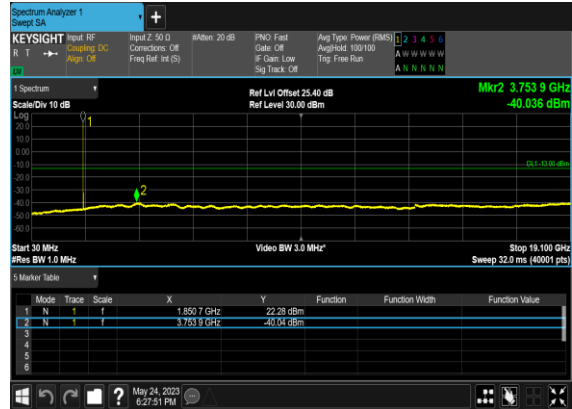 Spectrum Analyzer 1
Swept SA
+
KEYSIGHT Input: RF Input Z: 50 Ω #Atten: 20 dB PNO: Fast Avg Type: Power (RMS) 1 2 3 4 5 6
R T Coupling: DC Corrections: Off Gate: Off Avg|Hold: 100/100 A W W W W W
Align: Off Freq Ref: Int (S) IF Gain: Low Trig: Free Run
Sig Track: Off A N N N N N
1 Spectrum Ref Lvl Offset 25.40 dB Mkr2 3.753 9 GHz
Scale/Div 10 dB Ref Level 30.00 dBm -40.036 dBm
Log
20.0
10.0
0.00
-10.0
-20.0
-30.0
-40.0
-50.0
-60.0
1
2
DL1 -13.00 dBm
Start 30 MHz Video BW 3.0 MHz* Stop 19.100 GHz
#Res BW 1.0 MHz Sweep 32.0 ms (40001 pts)
5 Marker Table
Mode Trace Scale X Y Function Function Width Function Value
1 N 1 f 1.850 7 GHz 22.28 dBm
2 N 1 f 3.753 9 GHz -40.04 dBm
3
4
5
6
? May 24, 2023
6:27:51 PM